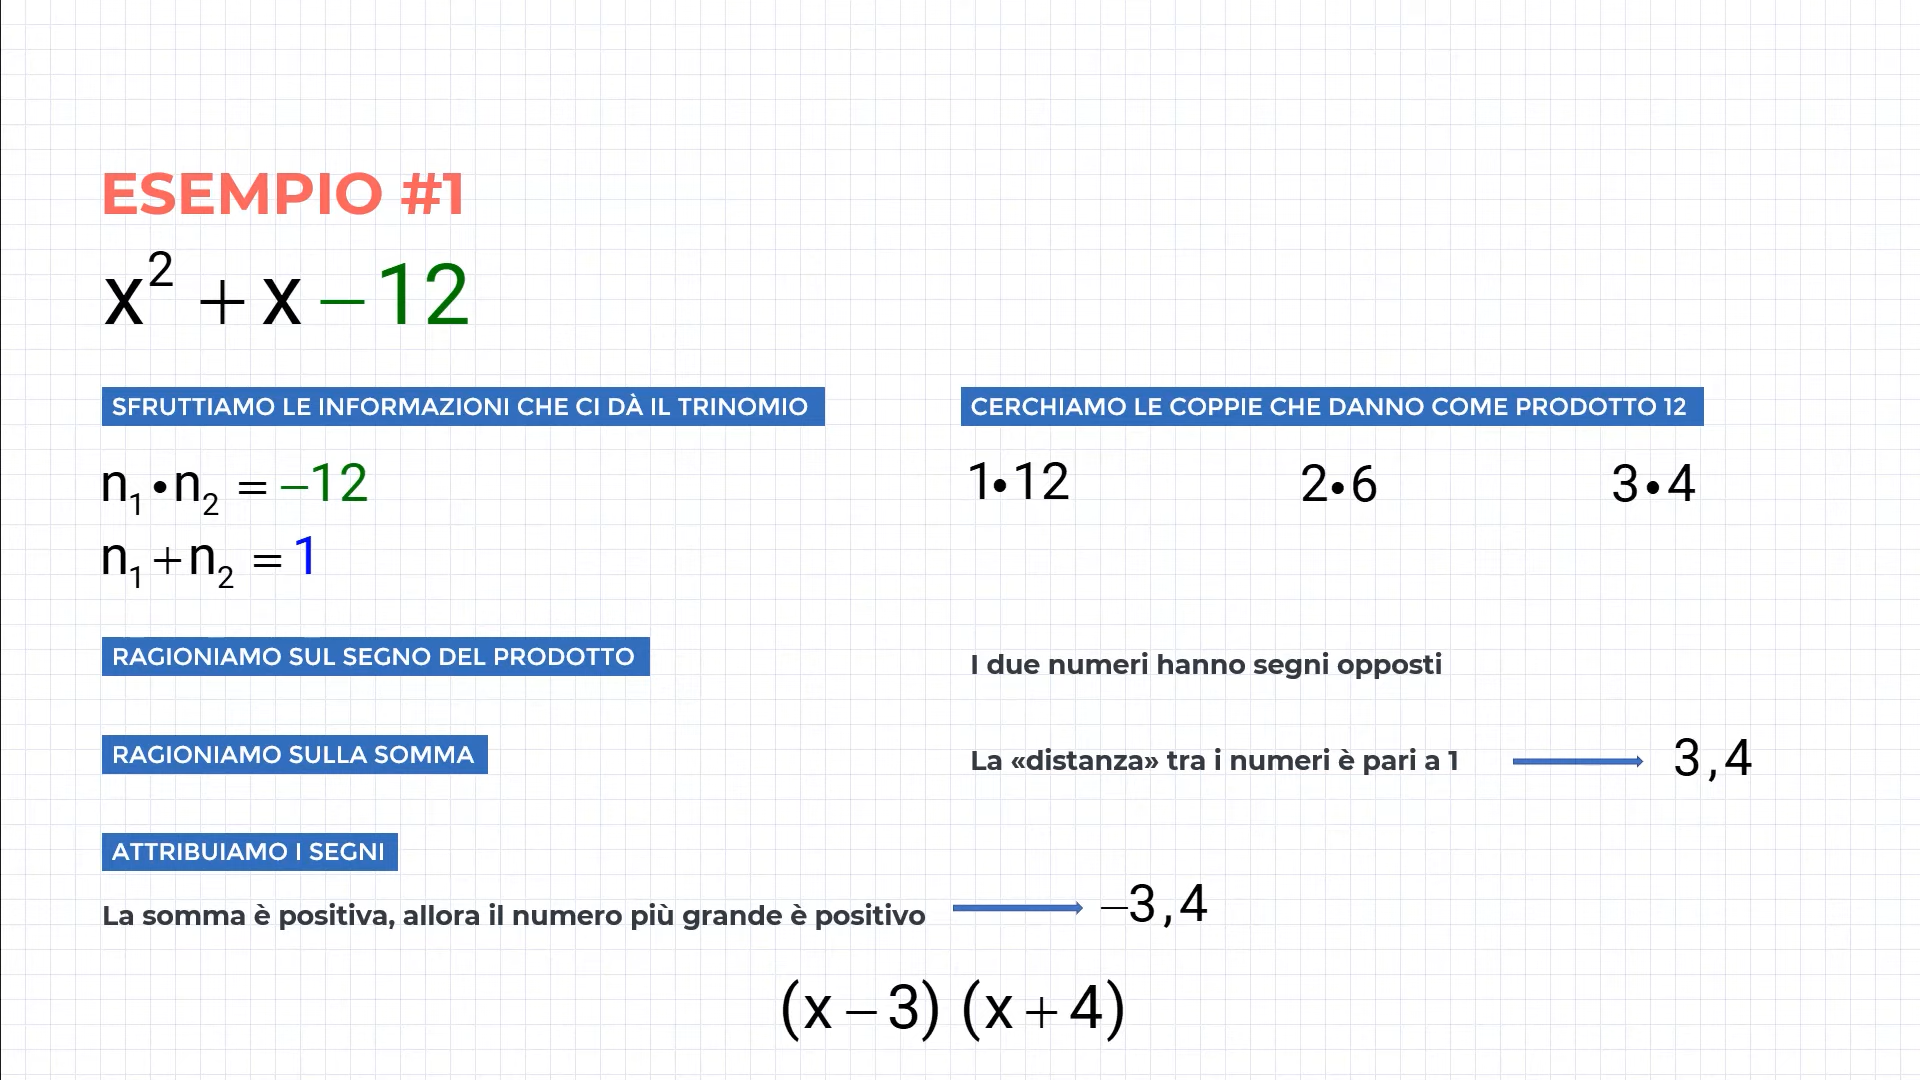 ESEMPIO #1
x² + x − 12
SFRUTTIAMO LE INFORMAZIONI CHE CI DÀ IL TRINOMIO
n₁ • n₂ = −12
n₁ + n₂ = 1
CERCHIAMO LE COPPIE CHE DANNO COME PRODOTTO 12
1•12 2•6 3•4
RAGIONIAMO SUL SEGNO DEL PRODOTTO
I due numeri hanno segni opposti
RAGIONIAMO SULLA SOMMA
La «distanza» tra i numeri è pari a 1 → 3,4
ATTRIBUIAMO I SEGNI
La somma è positiva, allora il numero più grande è positivo → −3,4
(x − 3) (x + 4)